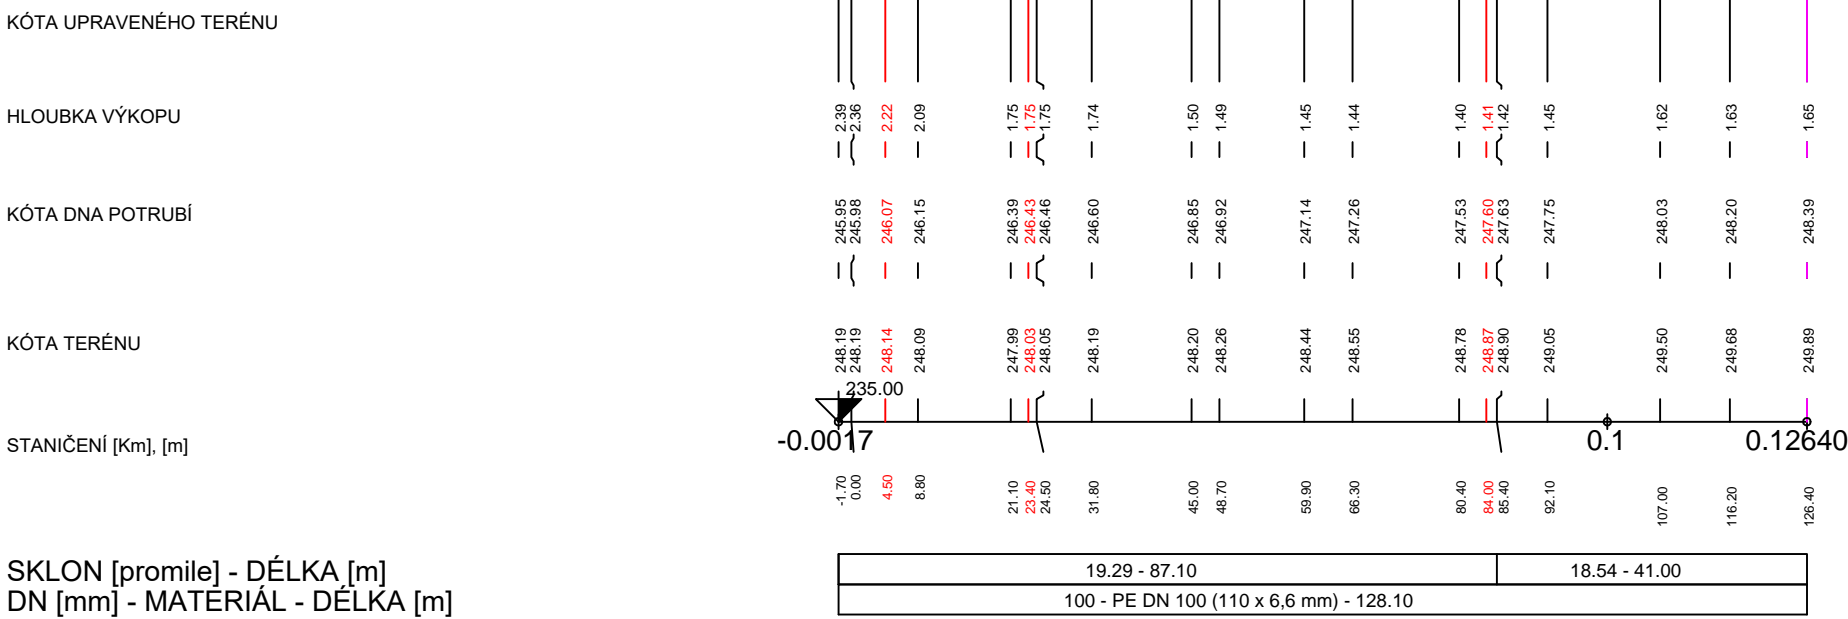 KÓTA UPRAVENÉHO TERÉNU
HLOUBKA VÝKOPU
2.39 2.36 2.22 2.09 1.75 1.75 1.75 1.74 1.50 1.49 1.45 1.44 1.40 1.41 1.42 1.45 1.62 1.63 1.65
KÓTA DNA POTRUBÍ
245.95 245.98 246.07 246.15 246.39 246.43 246.46 246.60 246.85 246.92 247.14 247.26 247.53 247.60 247.63 247.75 248.03 248.20 248.39
KÓTA TERÉNU
248.19 248.19 248.14 248.09 247.99 248.03 248.05 248.19 248.20 248.26 248.44 248.55 248.78 248.87 248.90 249.05 249.50 249.68 249.89
235.00
STANIČENÍ [Km], [m]
-0.0017 0.1 0.12640
-1.70 0.00 4.50 8.80 21.10 23.40 24.50 31.80 45.00 48.70 59.90 66.30 80.40 84.00 85.40 92.10 107.00 116.20 126.40
SKLON [promile] - DÉLKA [m]
19.29 - 87.10 18.54 - 41.00
DN [mm] - MATERIÁL - DÉLKA [m]
100 - PE DN 100 (110 x 6,6 mm) - 128.10